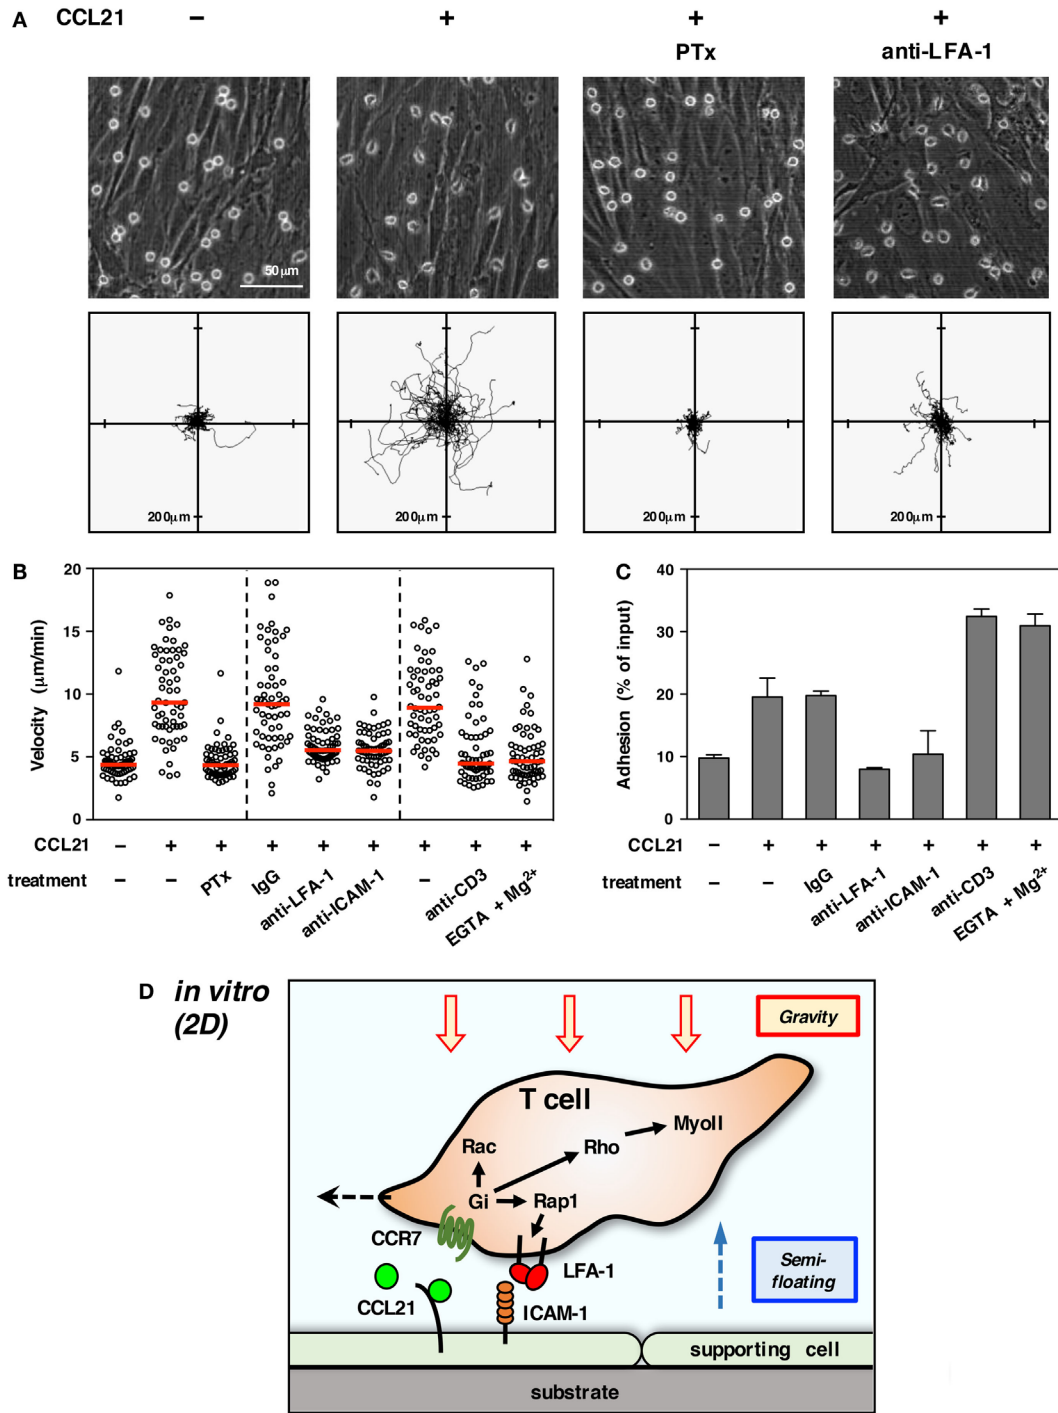 A CCL21 − + + +
PTx anti-LFA-1
50 μm
200μm 200μm 200μm 200μm
B
20
15
10
5
0
Velocity (μm/min)
CCL21 − + + + + + + + +
treatment − − PTx IgG anti-LFA-1 anti-ICAM-1 − anti-CD3 EGTA + Mg²⁺
C
40
30
20
10
0
Adhesion (% of input)
CCL21 − + + + + + +
treatment − − IgG anti-LFA-1 anti-ICAM-1 anti-CD3 EGTA + Mg²⁺
D in vitro
(2D)
Gravity
T cell
MyoII
Rac
Rho
Gi
Rap1
CCR7
LFA-1
Semi-
floating
CCL21
ICAM-1
supporting cell
substrate